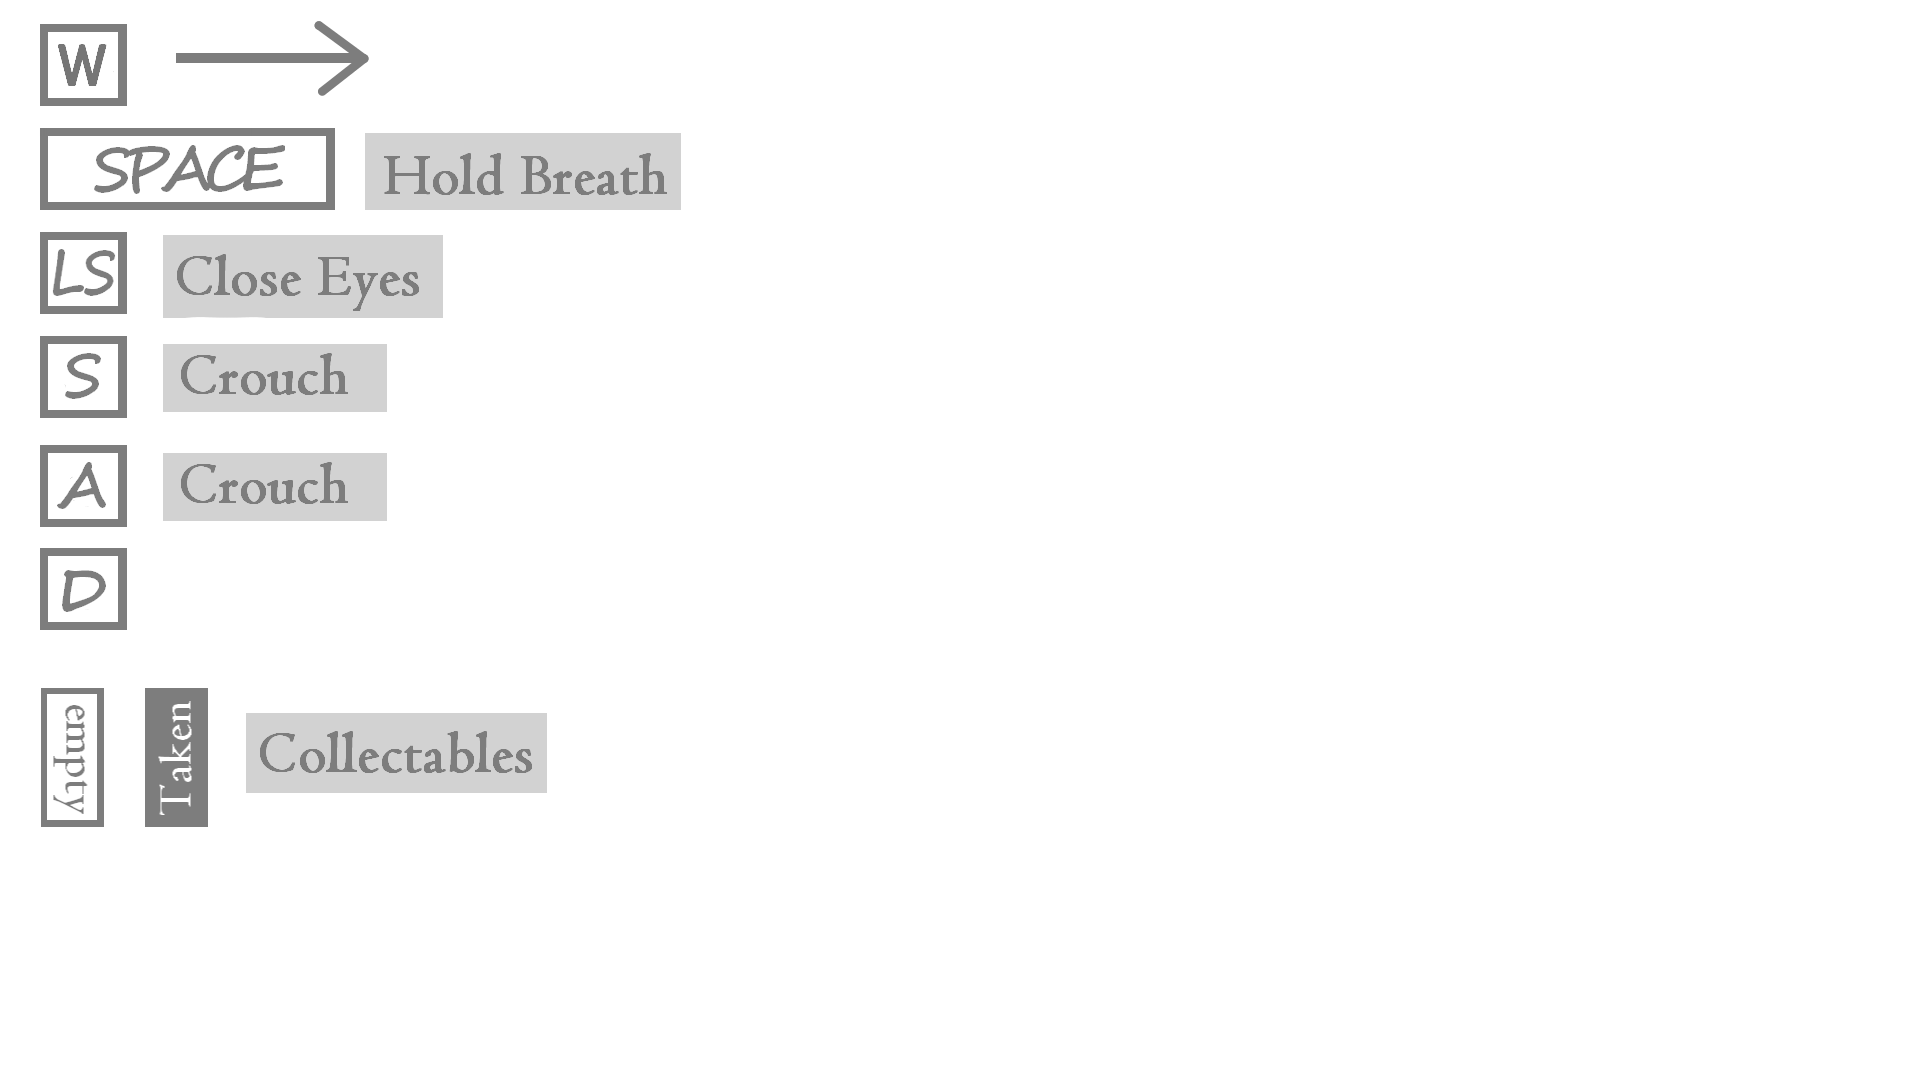 W
SPACE Hold Breath
LS Close Eyes
S Crouch
A Crouch
D
empty Taken Collectables